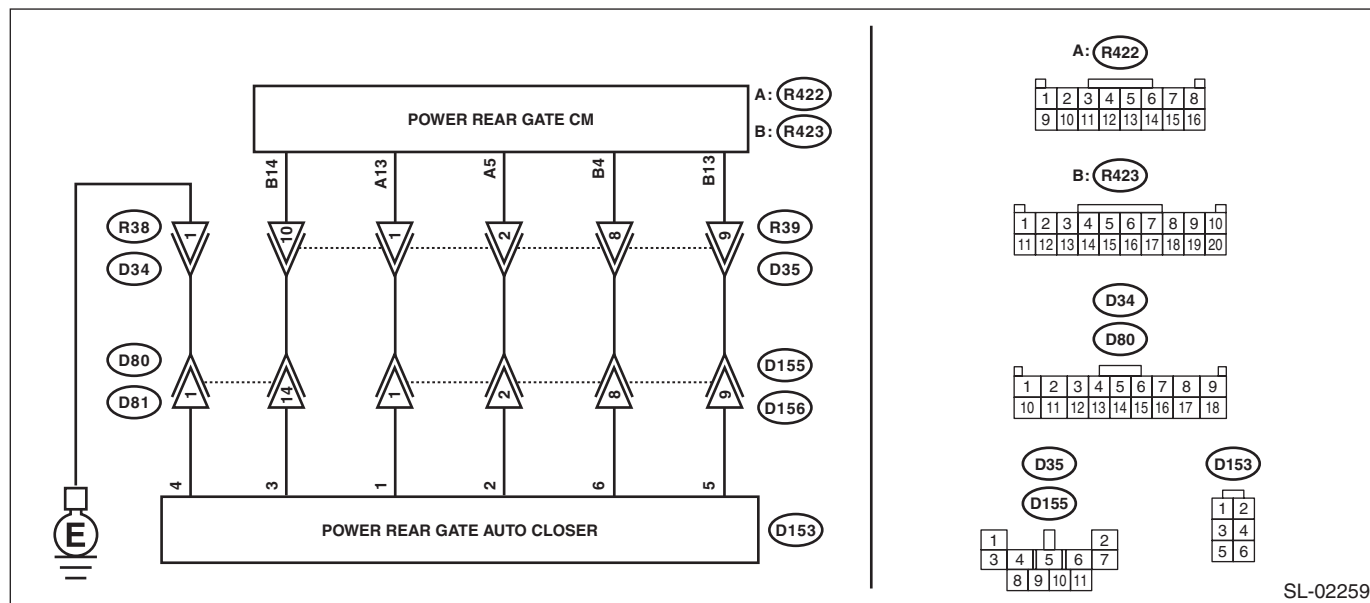 POWER REAR GATE CM
A: R422
B: R423
B14 A13 A5 B4 B13
R38 1 10 1 2 8 9 R39
D34 D35
D80 D155
D81 1 14 1 2 8 9 D156
4 3 1 2 6 5
POWER REAR GATE AUTO CLOSER D153
E
A: R422
1 2 3 4 5 6 7 8
9 10 11 12 13 14 15 16
B: R423
1 2 3 4 5 6 7 8 9 10
11 12 13 14 15 16 17 18 19 20
D34
D80
1 2 3 4 5 6 7 8 9
10 11 12 13 14 15 16 17 18
D35
D155
1 2
3 4 5 6 7
8 9 10 11
D153
1 2
3 4
5 6
SL-02259